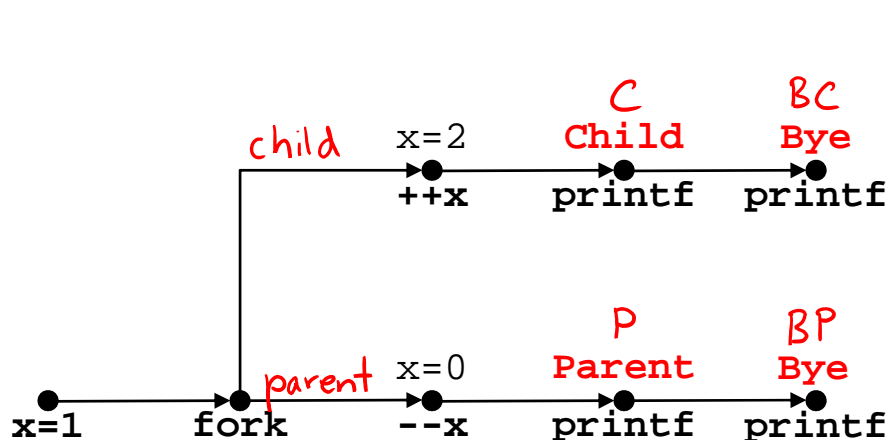 C BC
child x=2 Child Bye
++x printf printf
P BP
parent x=0 Parent Bye
x=1 fork --x printf printf